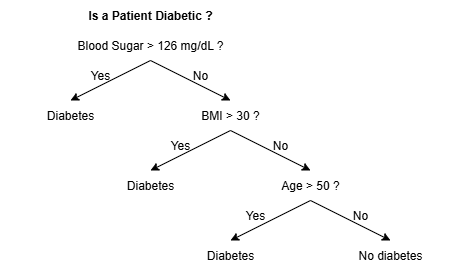 Is a Patient Diabetic ?
Blood Sugar > 126 mg/dL ?
Yes
No
Diabetes
BMI > 30 ?
Yes
No
Diabetes
Age > 50 ?
Yes
No
Diabetes
No diabetes